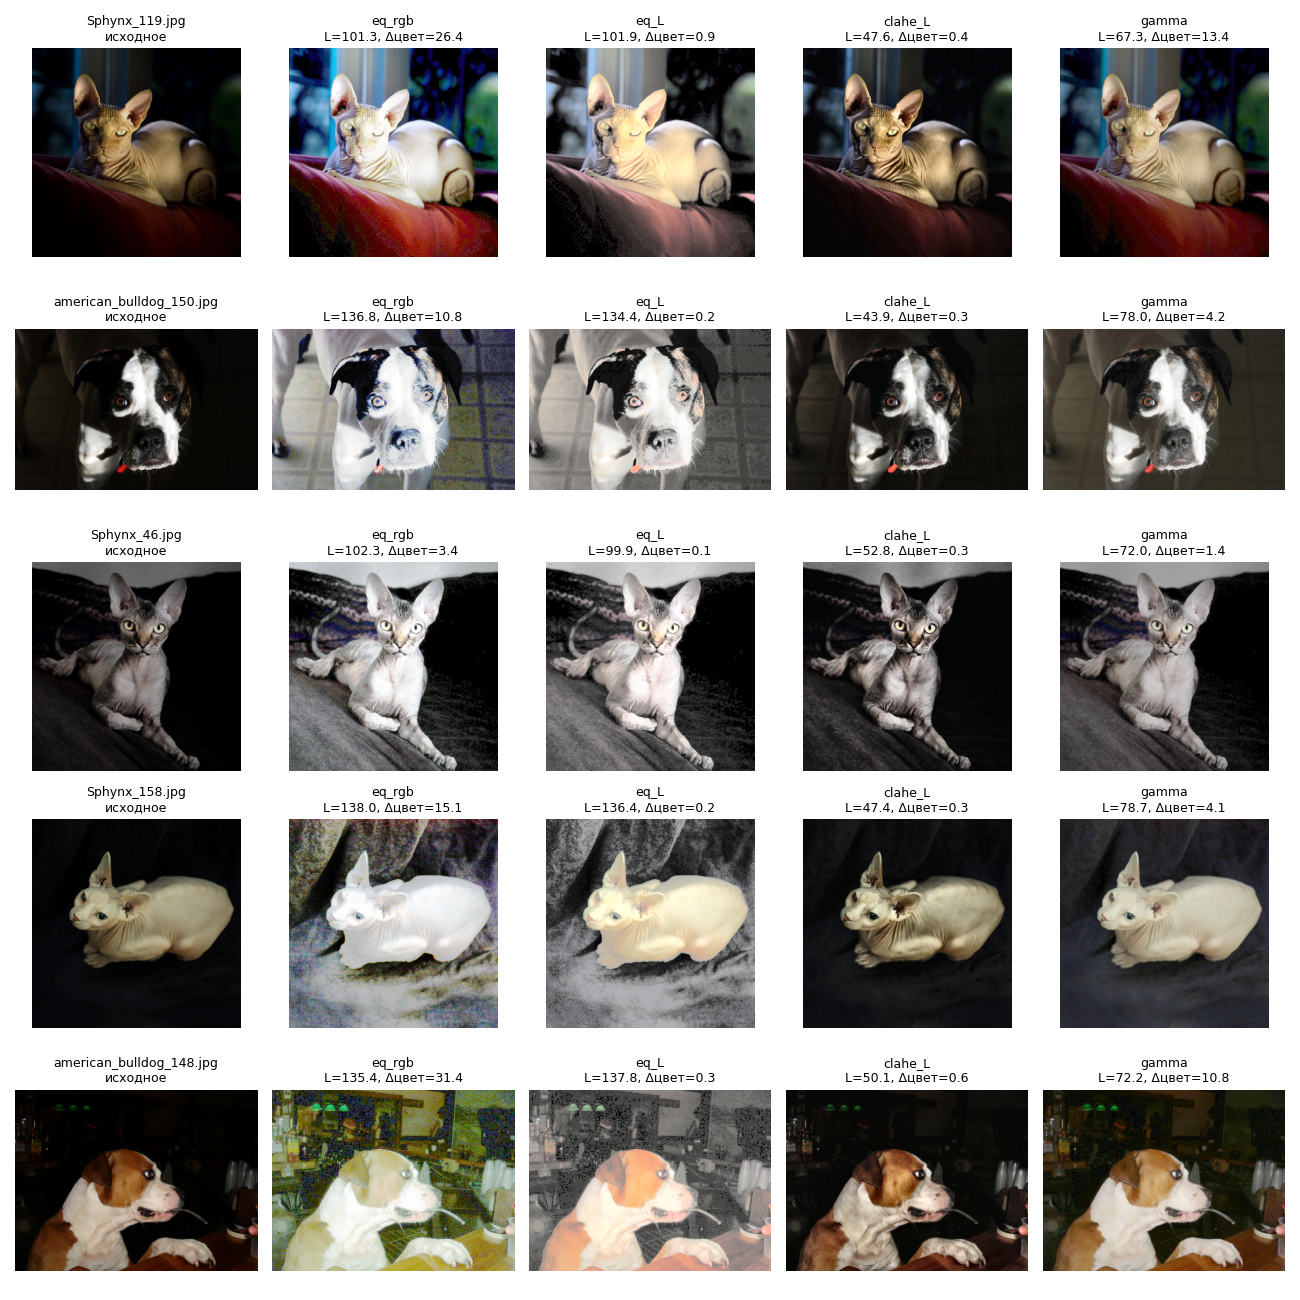 Sphynx_119.jpg
исходное
eq_rgb
L=101.3, Δцвет=26.4
eq_L
L=101.9, Δцвет=0.9
clahe_L
L=47.6, Δцвет=0.4
gamma
L=67.3, Δцвет=13.4
american_bulldog_150.jpg
исходное
eq_rgb
L=136.8, Δцвет=10.8
eq_L
L=134.4, Δцвет=0.2
clahe_L
L=43.9, Δцвет=0.3
gamma
L=78.0, Δцвет=4.2
Sphynx_46.jpg
исходное
eq_rgb
L=102.3, Δцвет=3.4
eq_L
L=99.9, Δцвет=0.1
clahe_L
L=52.8, Δцвет=0.3
gamma
L=72.0, Δцвет=1.4
Sphynx_158.jpg
исходное
eq_rgb
L=138.0, Δцвет=15.1
eq_L
L=136.4, Δцвет=0.2
clahe_L
L=47.4, Δцвет=0.3
gamma
L=78.7, Δцвет=4.1
american_bulldog_148.jpg
исходное
eq_rgb
L=135.4, Δцвет=31.4
eq_L
L=137.8, Δцвет=0.3
clahe_L
L=50.1, Δцвет=0.6
gamma
L=72.2, Δцвет=10.8